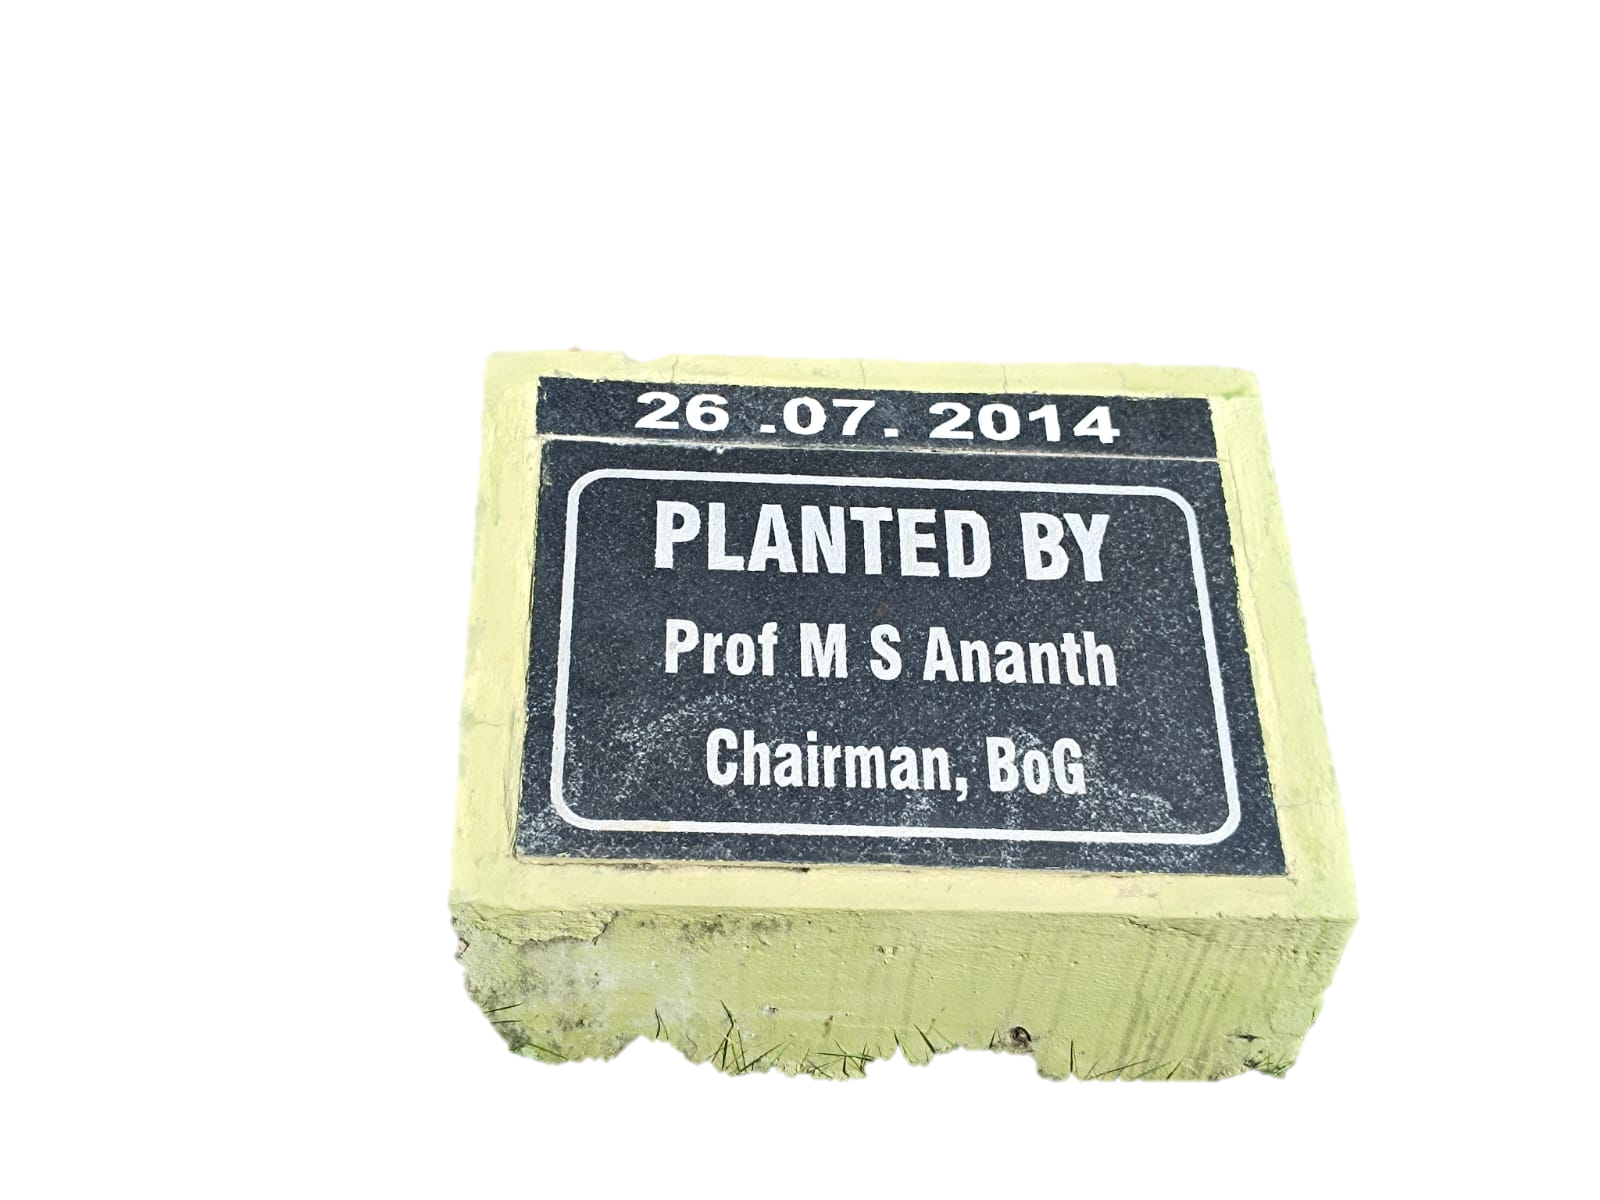 26 .07. 2014
PLANTED BY
Prof M S Ananth
Chairman, BoG